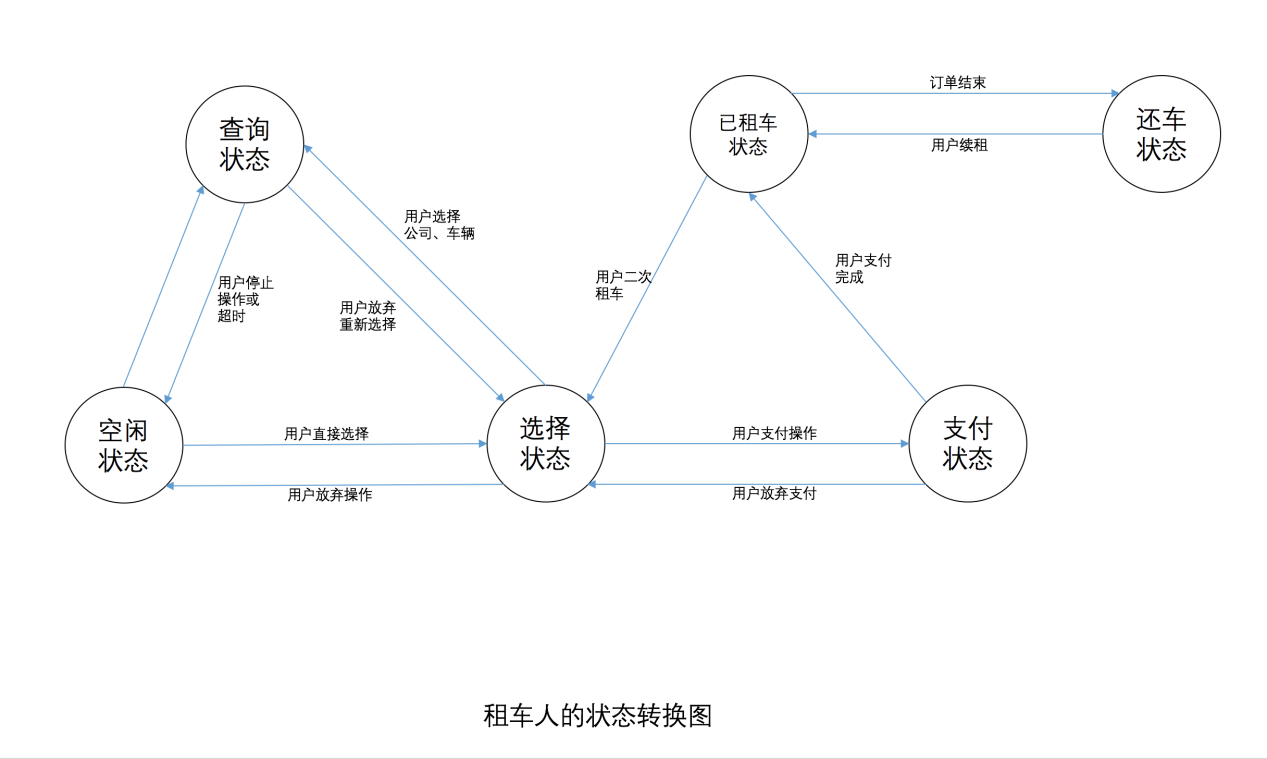 查询
状态
已租车
状态
订单结束
用户续租
还车
状态
用户选择
公司、车辆
用户停止
操作或
超时
用户放弃
重新选择
用户二次
租车
用户支付
完成
空闲
状态
用户直接选择
用户放弃操作
选择
状态
用户支付操作
用户放弃支付
支付
状态
租车人的状态转换图